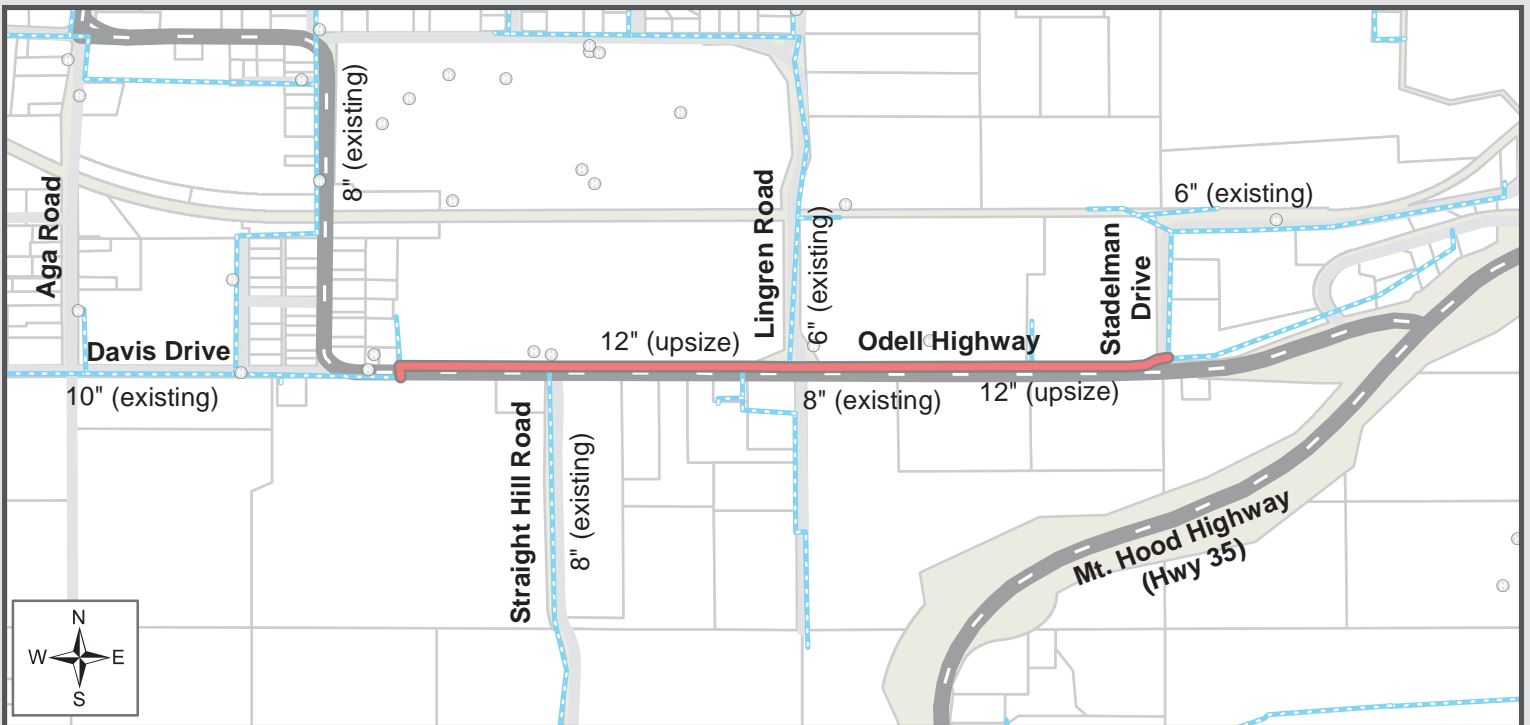 8" (existing)
6" (existing)
Aga Road
Lingren Road
6" (existing)
Stadelman
Drive
Davis Drive
12" (upsize)
Odell Highway
10" (existing)
8" (existing)
12" (upsize)
Straight Hill Road
8" (existing)
Mt. Hood Highway
(Hwy 35)
N
W E
S